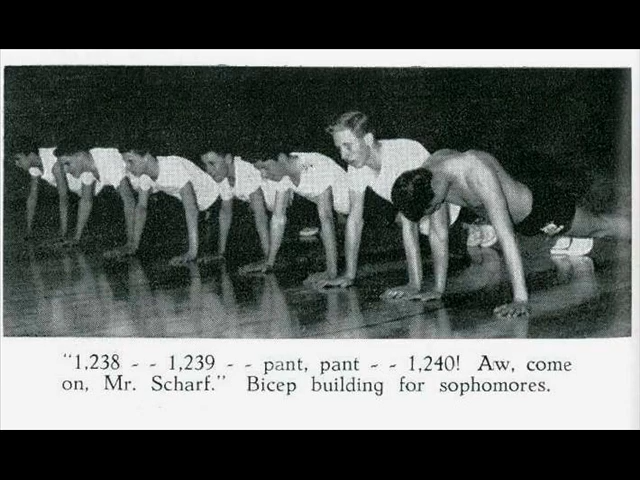 "1,238 - - 1,239 - - pant, pant - - 1,240! Aw, come
on, Mr. Scharf." Bicep building for sophomores.